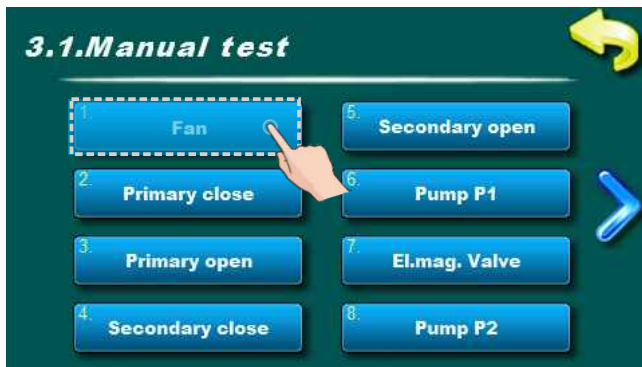 3.1.Manual test
1.
Fan
2.
Primary close
3.
Primary open
4.
Secondary close
5.
Secondary open
6.
Pump P1
7.
El.mag. Valve
8.
Pump P2